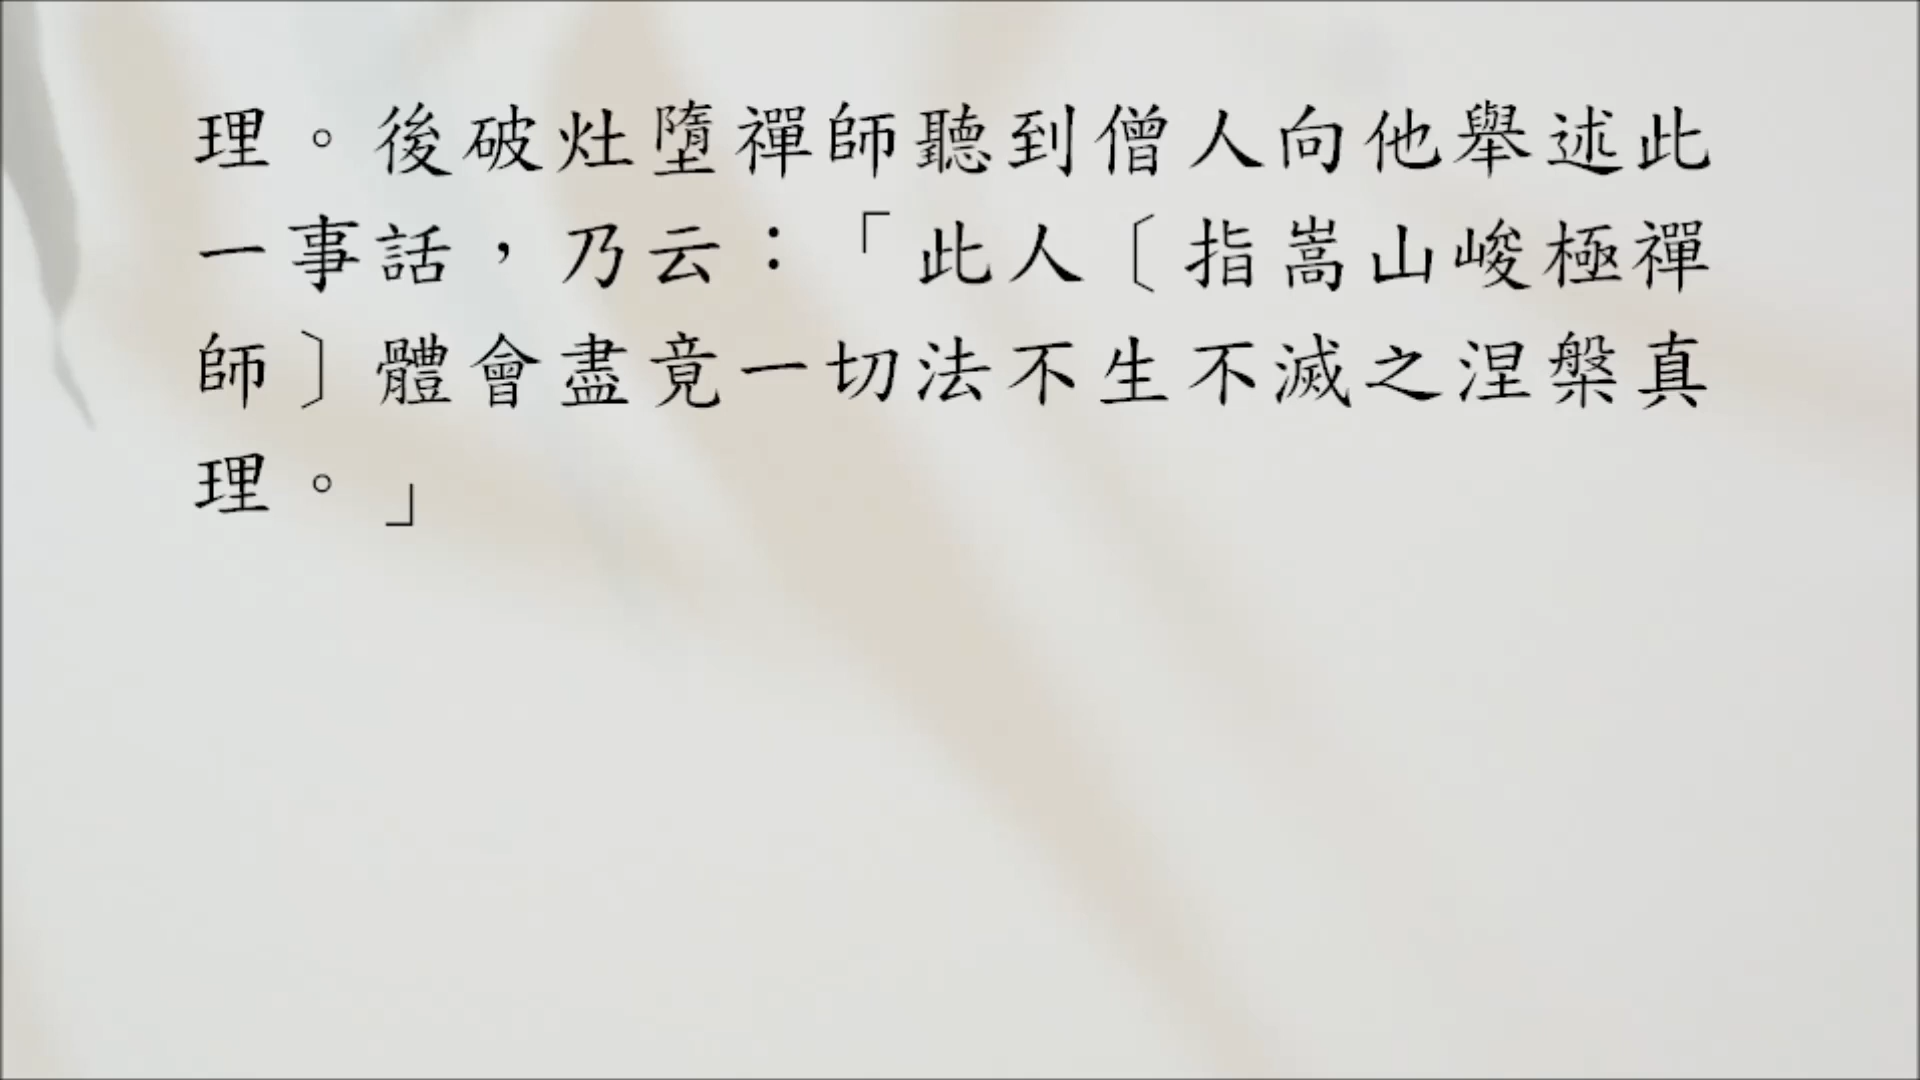 理。後破灶墮禪師聽到僧人向他舉述此
一事話，乃云：「此人〔指嵩山峻極禪
師〕體會盡竟一切法不生不滅之涅槃真
理。」